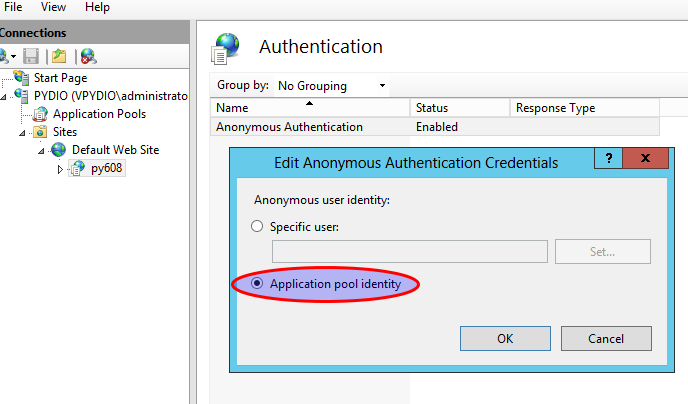 File View Help
Connections
Authentication
Start Page
PYDIO (VPYDIO\administrato
Application Pools
Sites
Default Web Site
py608
Group by: No Grouping
Name Status Response Type
Anonymous Authentication Enabled
Edit Anonymous Authentication Credentials ? x
Anonymous user identity:
Specific user:
Set...
Application pool identity
OK Cancel